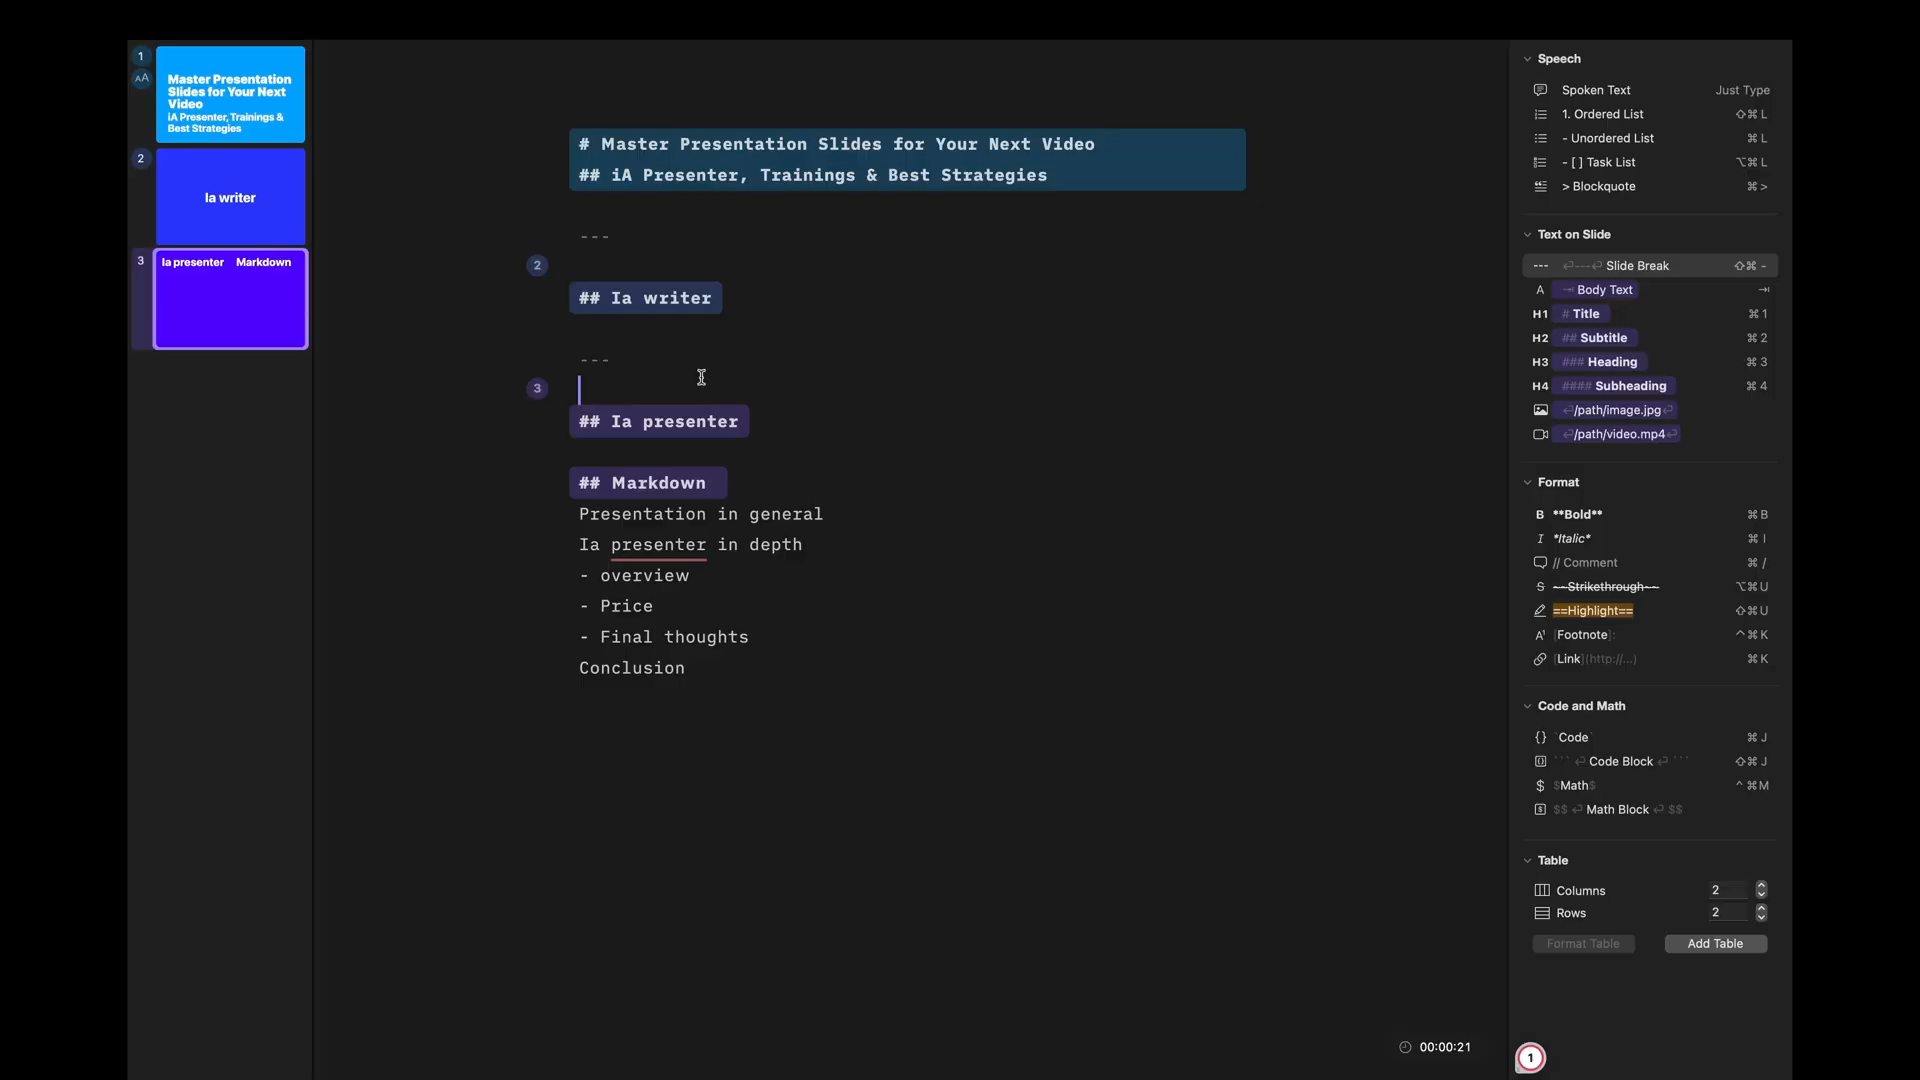 1
AA
Master Presentation
Slides for Your Next
Video
iA Presenter, Trainings &
Best Strategies
2
Ia writer
3
Ia presenter Markdown
# Master Presentation Slides for Your Next Video
## iA Presenter, Trainings & Best Strategies
---
2
## Ia writer
---
3
## Ia presenter
## Markdown
Presentation in general
Ia presenter in depth
- overview
- Price
- Final thoughts
Conclusion
00:00:21
Speech
Spoken Text Just Type
1. Ordered List ⇧⌘ L
- Unordered List ⌘ L
- [ ] Task List ⌥⌘ L
> Blockquote ⌘ >
Text on Slide
--- ⏎---⏎ Slide Break ⇧⌘ -
A ⇥ Body Text ⇥
H1 # Title ⌘ 1
H2 ## Subtitle ⌘ 2
H3 ### Heading ⌘ 3
H4 #### Subheading ⌘ 4
⏎/path/image.jpg⏎
⏎/path/video.mp4⏎
Format
B **Bold** ⌘ B
I *Italic* ⌘ I
// Comment ⌘ /
S ~~Strikethrough~~ ⌥⌘ U
==Highlight== ⇧⌘ U
A¹ [Footnote]: ^⌘ K
[Link](http://...) ⌘ K
Code and Math
{} `Code` ⌘ J
``` ⏎ Code Block ⏎ ``` ⇧⌘ J
$ $Math$ ^⌘M
$$ ⏎ Math Block ⏎ $$
Table
Columns 2
Rows 2
Format Table Add Table
1